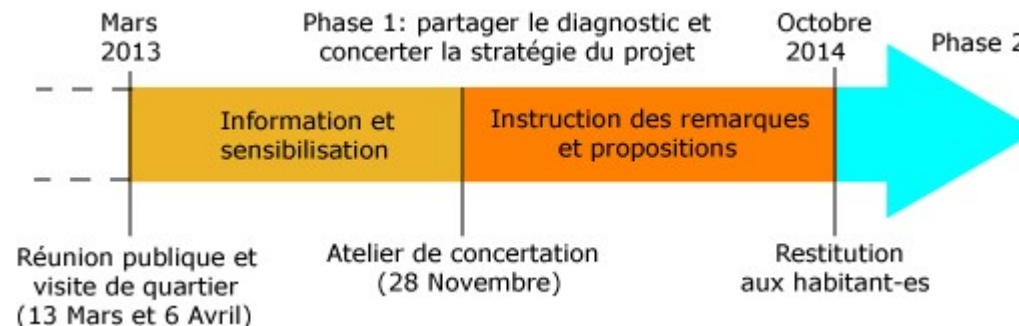 Mars
2013
Phase 1: partager le diagnostic et
concerter la stratégie du projet
Octobre
2014
Phase 2
Information et
sensibilisation
Instruction des remarques
et propositions
Réunion publique et
visite de quartier
(13 Mars et 6 Avril)
Atelier de concertation
(28 Novembre)
Restitution
aux habitant-es